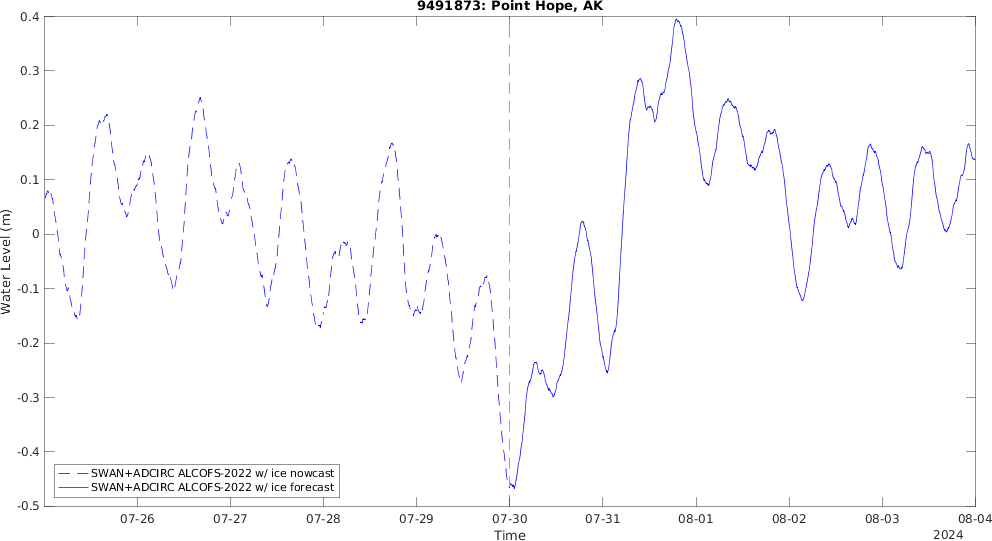 9491873: Point Hope, AK
0.4
0.3
0.2
0.1
0
-0.1
-0.2
-0.3
-0.4
-0.5
Water Level (m)
SWAN+ADCIRC ALCOFS-2022 w/ ice nowcast
SWAN+ADCIRC ALCOFS-2022 w/ ice forecast
07-26 07-27 07-28 07-29 07-30 07-31 08-01 08-02 08-03 08-04
Time
2024